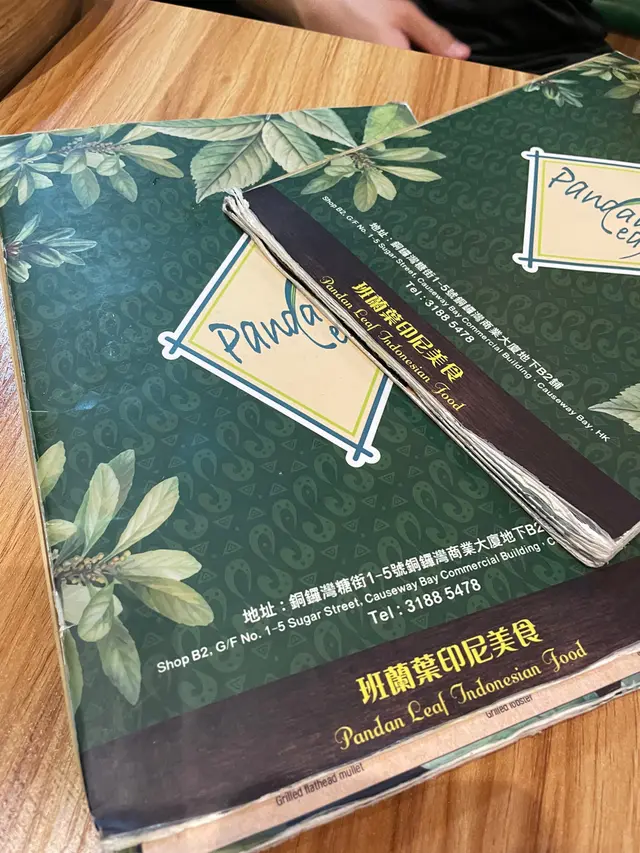 Panda
地址：銅鑼灣糖街1-5號銅鑼灣商業大廈地下B2
Shop B2, G/F No. 1-5 Sugar Street, Causeway Bay Commercial Building · C
Tel : 3188 5478
班蘭葉印尼美食
Pandan Leaf Indonesian Food
Grilled flathead mullet
Grilled lobster
Pandan
地址：銅鑼灣糖街1-5號銅鑼灣商業大廈地下B2舖
Shop B2, G/F No. 1-5 Sugar Street, Causeway Bay Commercial Building · Causeway Bay, HK
Tel : 3188 5478
班蘭葉印尼美食
Pandan Leaf Indonesian Food